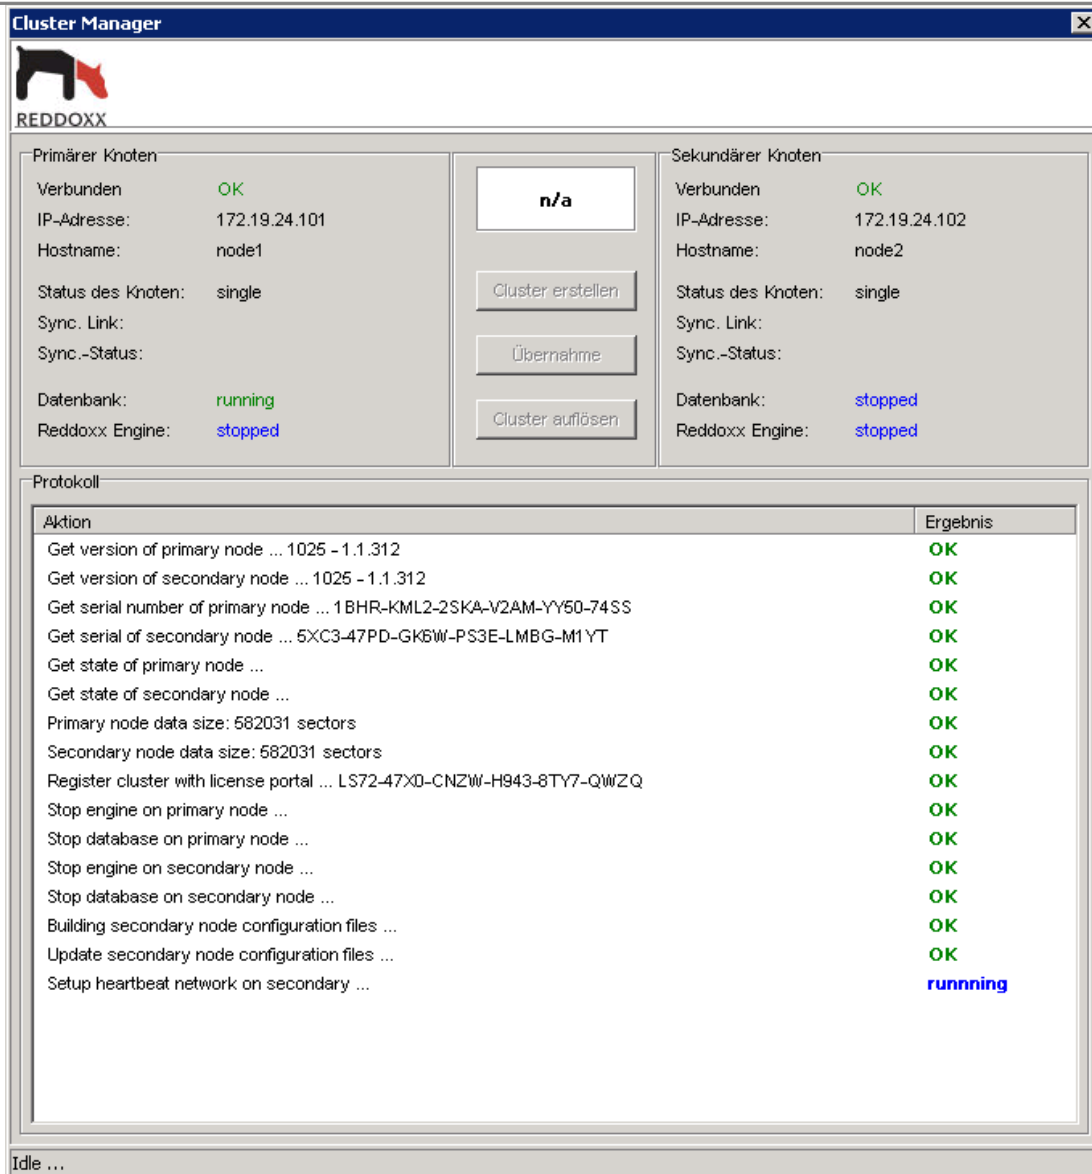 Cluster Manager
REDDOXX
Primärer Knoten
Verbunden OK
IP-Adresse: 172.19.24.101
Hostname: node1
Status des Knoten: single
Sync. Link:
Sync.-Status:
Datenbank: running
Reddoxx Engine: stopped
n/a
Cluster erstellen
Übernahme
Cluster auflösen
Sekundärer Knoten
Verbunden OK
IP-Adresse: 172.19.24.102
Hostname: node2
Status des Knoten: single
Sync. Link:
Sync.-Status:
Datenbank: stopped
Reddoxx Engine: stopped
Protokoll
Aktion Ergebnis
Get version of primary node ... 1025 - 1.1.312 OK
Get version of secondary node ... 1025 - 1.1.312 OK
Get serial number of primary node ... 1BHR-KML2-2SKA-V2AM-YY50-74SS OK
Get serial of secondary node ... 5XC3-47PD-GK6W-PS3E-LMBG-M1YT OK
Get state of primary node ... OK
Get state of secondary node ... OK
Primary node data size: 582031 sectors OK
Secondary node data size: 582031 sectors OK
Register cluster with license portal ... LS72-47X0-CNZW-H943-8TY7-QWZQ OK
Stop engine on primary node ... OK
Stop database on primary node ... OK
Stop engine on secondary node ... OK
Stop database on secondary node ... OK
Building secondary node configuration files ... OK
Update secondary node configuration files ... OK
Setup heartbeat network on secondary ... runnning
Idle ...